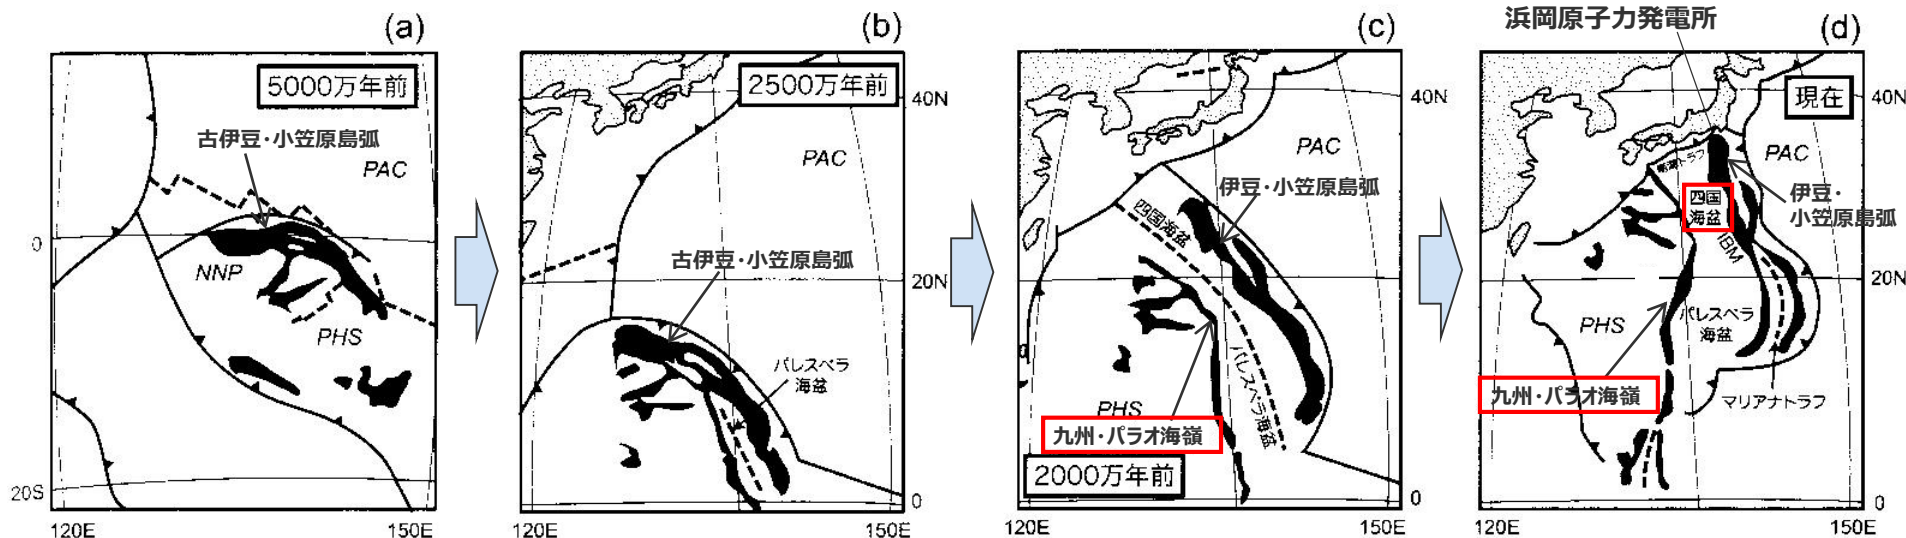 (a)
5000万年前
古伊豆・小笠原島弧
PAC
0
NNP
PHS
20S
120E
150E
(b)
2500万年前
40N
PAC
20N
古伊豆・小笠原島弧
パレスベラ
海盆
0
120E
150E
(c)
40N
PAC
伊豆・小笠原島弧
四国海盆
20N
パレスベラ海盆
PHS
九州・パラオ海嶺
2000万年前
0
120E
150E
浜岡原子力発電所
(d)
現在
40N
PAC
南海トラフ
四国
海盆
伊豆・
小笠原島弧
IBM
20N
PHS
パレスベラ
海盆
九州・パラオ海嶺
マリアナトラフ
0
120E
150E